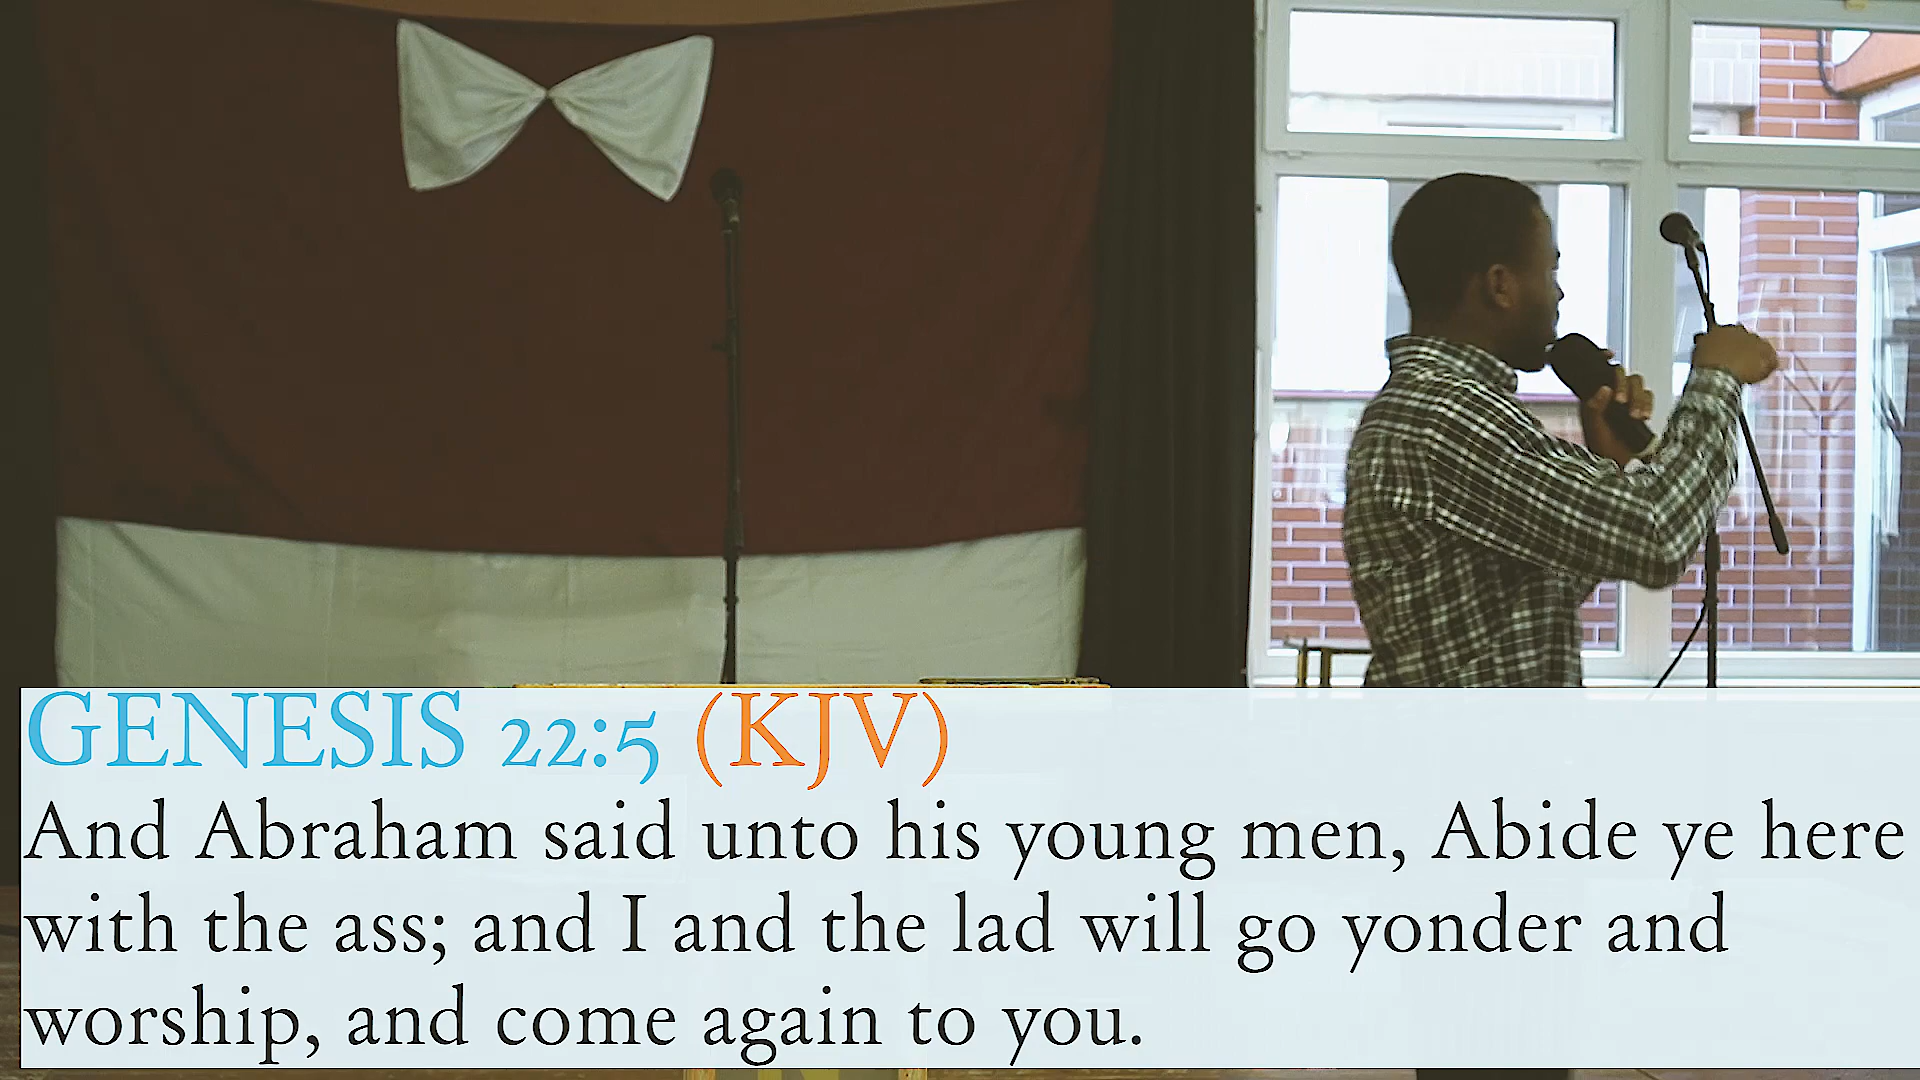 GENESIS 22:5 (KJV)
And Abraham said unto his young men, Abide ye here
with the ass; and I and the lad will go yonder and
worship, and come again to you.